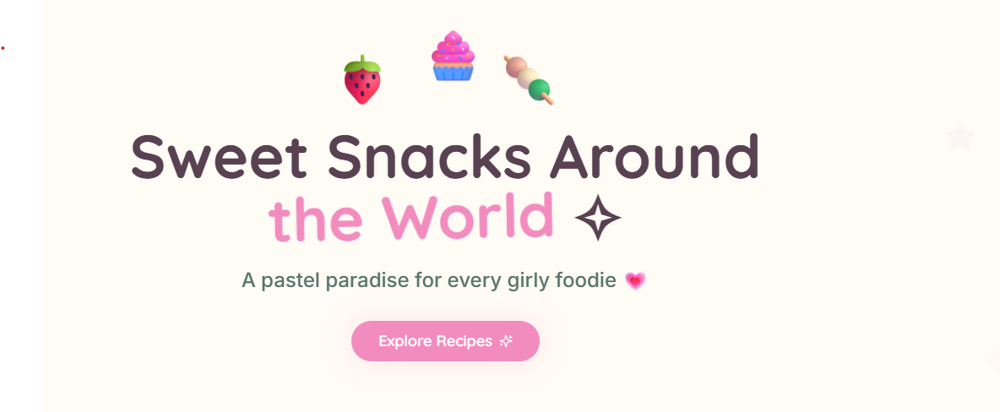 Sweet Snacks Around
the World ✧
A pastel paradise for every girly foodie 💗
Explore Recipes